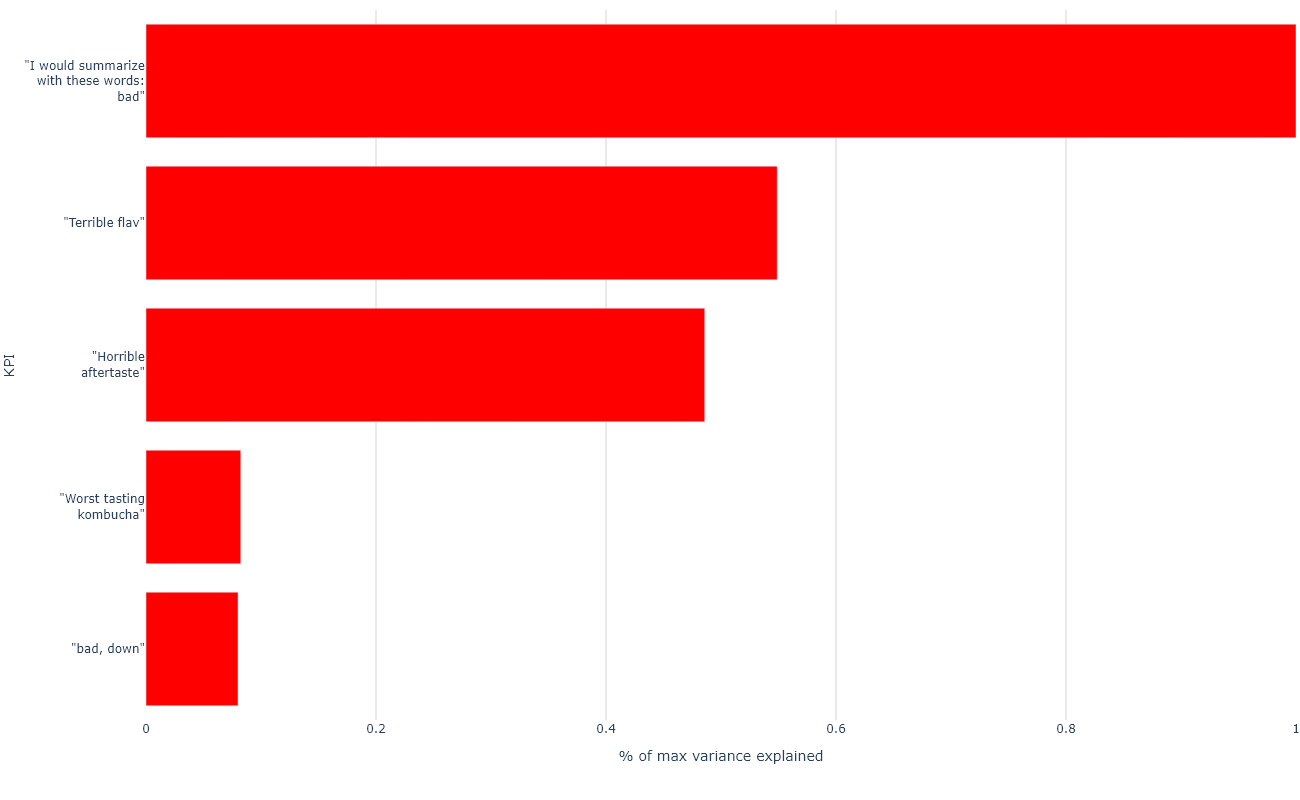 "I would summarize
with these words:
bad"
"Terrible flav"
"Horrible
aftertaste"
"Worst tasting
kombucha"
"bad, down"
KPI
0
0.2
0.4
0.6
0.8
1
% of max variance explained